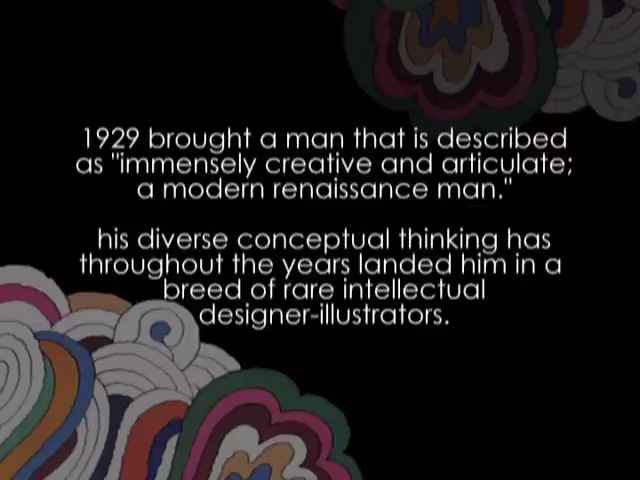 1929 brought a man that is described
as "immensely creative and articulate;
a modern renaissance man."
his diverse conceptual thinking has
throughout the years landed him in a
breed of rare intellectual
designer-illustrators.